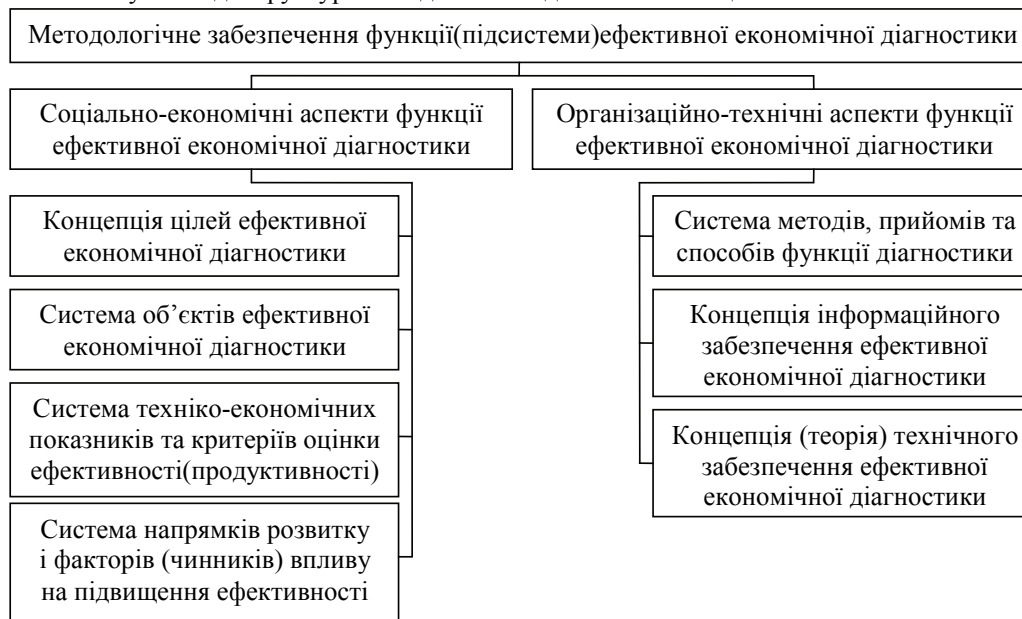 Методологічне забезпечення функції(підсистеми)ефективної економічної діагностики
Соціально-економічні аспекти функції
ефективної економічної діагностики
Організаційно-технічні аспекти функції
ефективної економічної діагностики
Концепція цілей ефективної
економічної діагностики
Система об’єктів ефективної
економічної діагностики
Система техніко-економічних
показників та критеріїв оцінки
ефективності(продуктивності)
Система напрямків розвитку
і факторів (чинників) впливу
на підвищення ефективності
Система методів, прийомів та
способів функції діагностики
Концепція інформаційного
забезпечення ефективної
економічної діагностики
Концепція (теорія) технічного
забезпечення ефективної
економічної діагностики